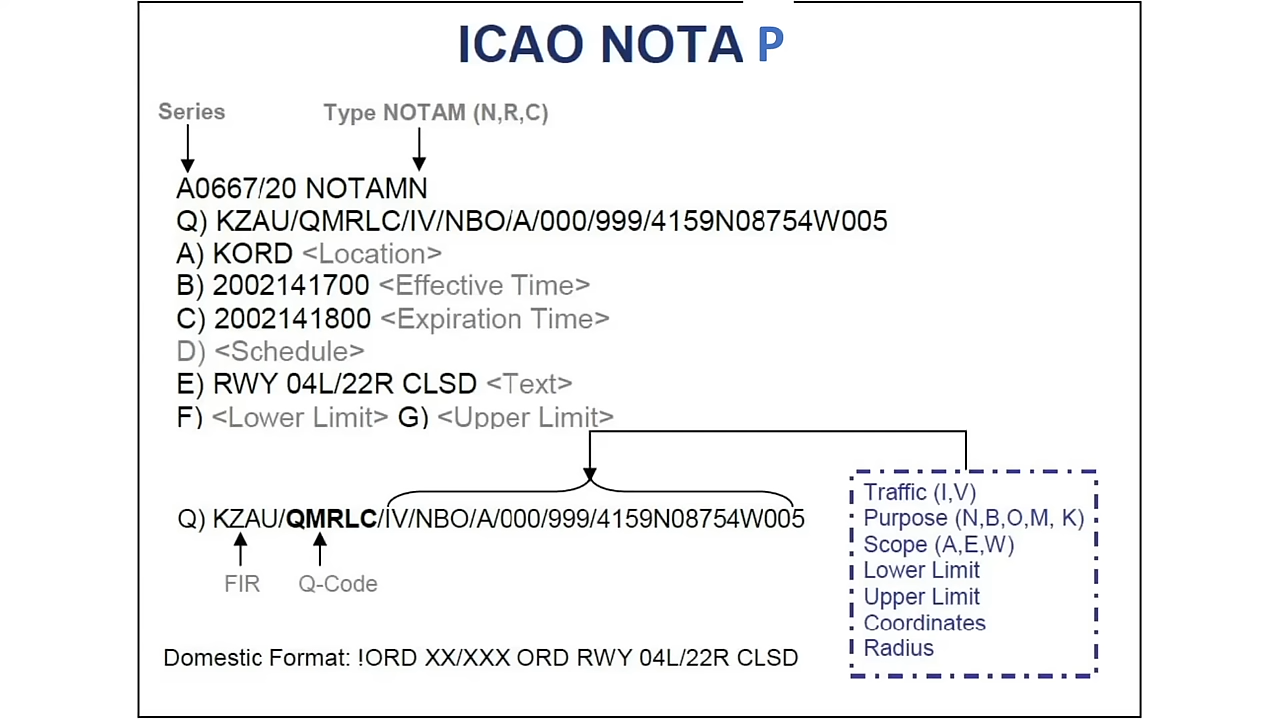 ICAO NOTA P
Series
Type NOTAM (N,R,C)
A0667/20 NOTAMN
Q) KZAU/QMRLC/IV/NBO/A/000/999/4159N08754W005
A) KORD <Location>
B) 2002141700 <Effective Time>
C) 2002141800 <Expiration Time>
D) <Schedule>
E) RWY 04L/22R CLSD <Text>
F) <Lower Limit> G) <Upper Limit>
Q) KZAU/QMRLC/IV/NBO/A/000/999/4159N08754W005
FIR
Q-Code
Traffic (I,V)
Purpose (N,B,O,M, K)
Scope (A,E,W)
Lower Limit
Upper Limit
Coordinates
Radius
Domestic Format: !ORD XX/XXX ORD RWY 04L/22R CLSD